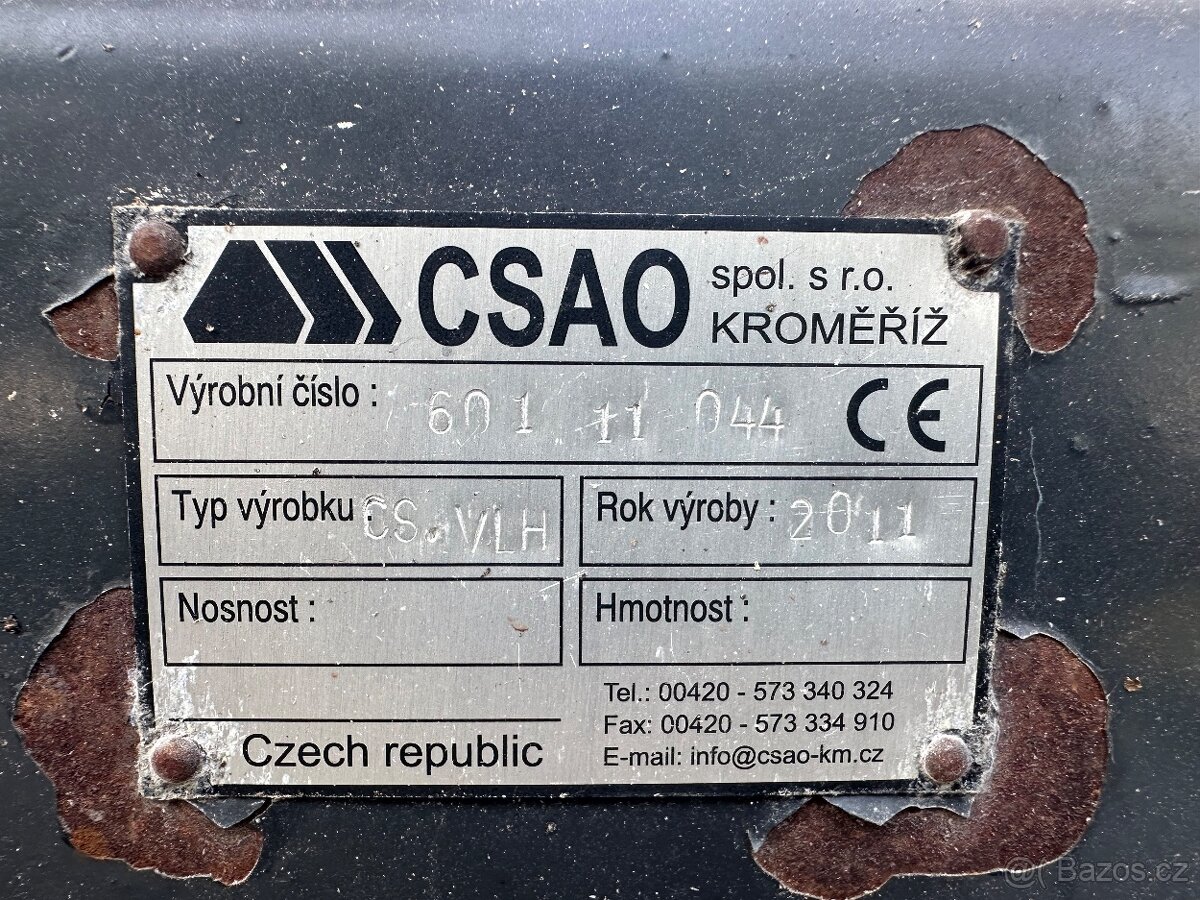 CSAO spol. s r.o.
KROMĚŘÍŽ
Výrobní číslo : 601 11 044 CE
Typ výrobku : CS.VLH
Rok výroby : 2011
Nosnost :
Hmotnost :
Tel.: 00420 - 573 340 324
Fax: 00420 - 573 334 910
Czech republic
E-mail: info@csao-km.cz
@ Bazos.cz